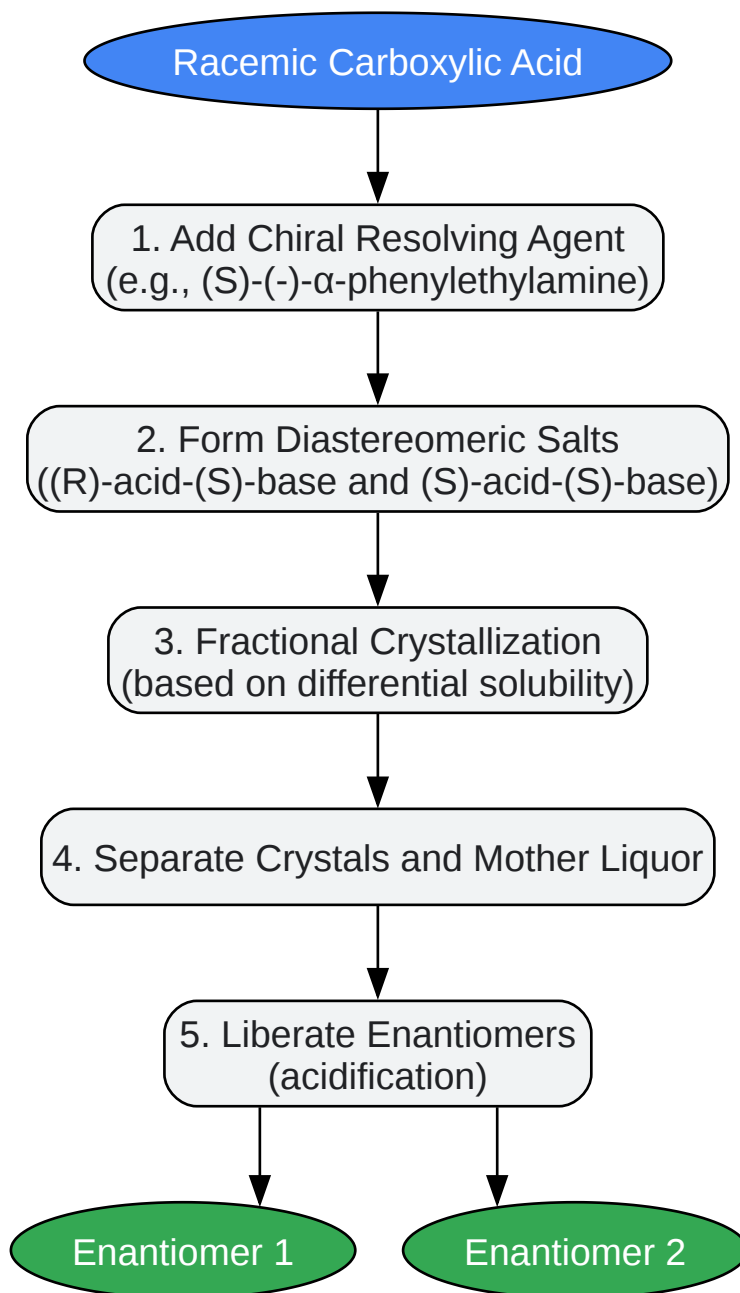 Racemic Carboxylic Acid
1. Add Chiral Resolving Agent
(e.g., (S)-(-)-α-phenylethylamine)
2. Form Diastereomeric Salts
((R)-acid-(S)-base and (S)-acid-(S)-base)
3. Fractional Crystallization
(based on differential solubility)
4. Separate Crystals and Mother Liquor
5. Liberate Enantiomers
(acidification)
Enantiomer 1
Enantiomer 2